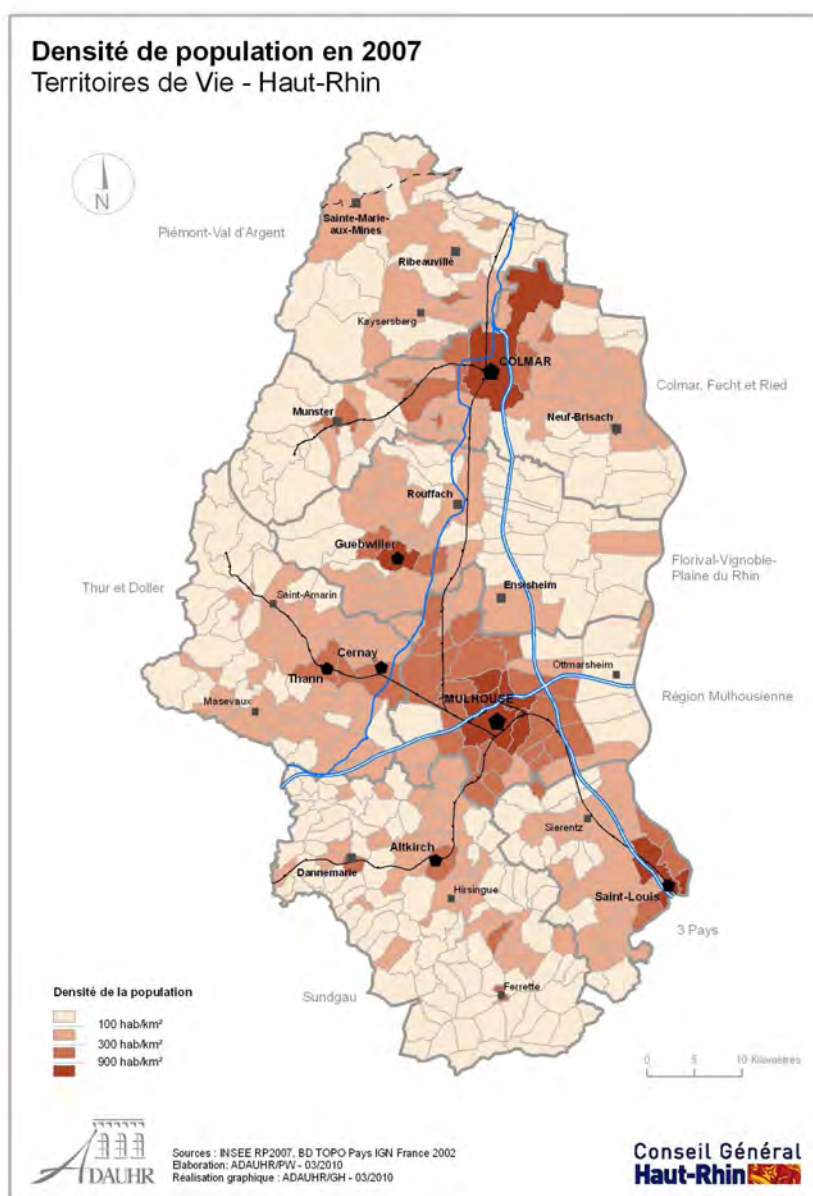 Densité de population en 2007
Territoires de Vie - Haut-Rhin
N
Sainte-Marie-
aux-Mines
Piémont-Val d'Argent
Ribeauvillé
Kaysersberg
COLMAR
Colmar, Fecht et Ried
Munster
Neuf-Brisach
Rouffach
Guebwiller
Florival-Vignoble-
Plaine du Rhin
Ensisheim
Thur et Doller
Saint-Amarin
Cernay
Thann
Ottmarsheim
MULHOUSE
Région Mulhousienne
Masevaux
Sierentz
Altkirch
Dannemarie
Saint-Louis
Hirsingue
3 Pays
Sundgau
Ferrette
Densité de la population
100 hab/km²
300 hab/km²
900 hab/km²
0 5 10 Kilomètres
ADAUHR
Sources : INSEE RP2007, BD TOPO Pays IGN France 2002
Elaboration: ADAUHR/PW - 03/2010
Réalisation graphique : ADAUHR/GH - 03/2010
Conseil Général
Haut-Rhin